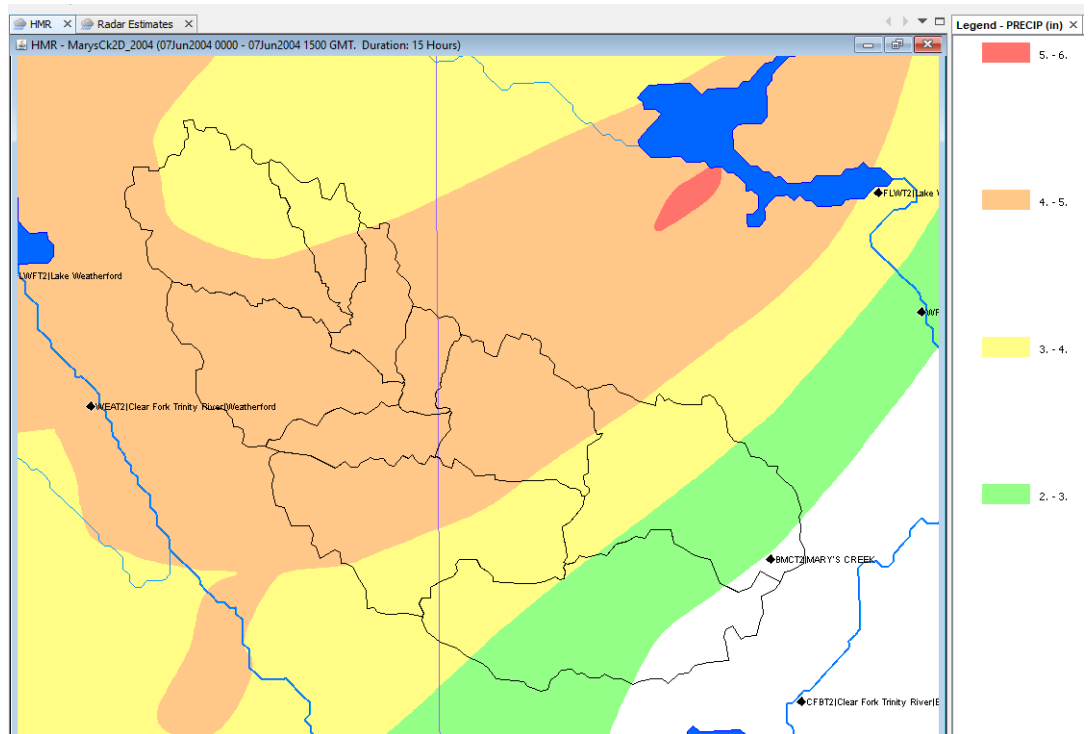 HMR × Radar Estimates ×
HMR - MarysCk2D_2004 (07Jun2004 0000 - 07Jun2004 1500 GMT. Duration: 15 Hours)
FLWT2|Lake
LWFT2|Lake Weatherford
WEAT2|Clear Fork Trinity River|Weatherford
BMCT2|MARY'S CREEK
CFBT2|Clear Fork Trinity River|
Legend - PRECIP (in) ×
5. - 6.
4. - 5.
3. - 4.
2. - 3.